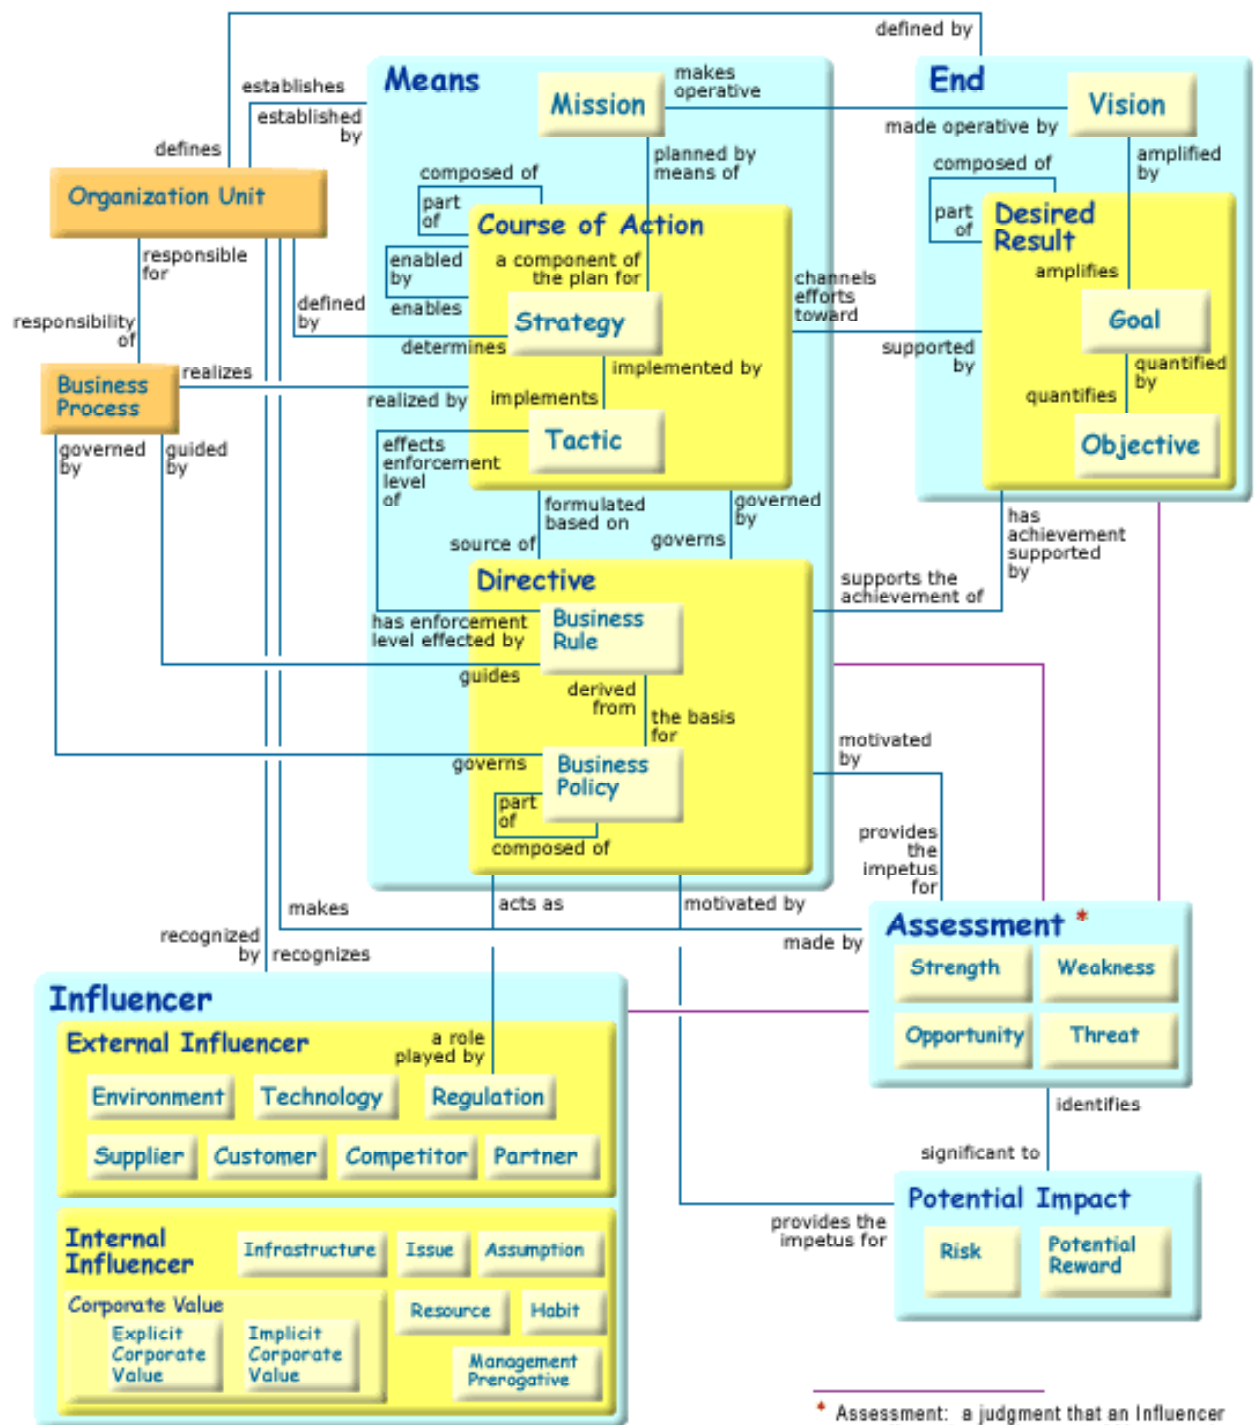 defined by
Means
Mission
makes
operative
End
Vision
establishes
established
by
made operative by
defines
planned by
means of
amplified
by
composed of
composed of
Organization Unit
part
of
part
of
Desired
Result
Course of Action
responsible
for
enabled
by
a component of
the plan for
amplifies
channels
efforts
toward
defined
by
enables
Strategy
Goal
responsibility
of
determines
supported
by
implemented by
quantified
by
Business
Process
realizes
realized by
implements
quantifies
Tactic
Objective
governed
by
guided
by
effects
enforcement
level
of
formulated
based on
governed
by
has
achievement
supported
by
source of
governs
Directive
supports the
achievement of
has enforcement
level effected by
Business
Rule
guides
derived
from
the basis
for
motivated
by
governs
Business
Policy
part
of
composed of
provides
the
impetus
for
makes
acts as
motivated by
made by
Assessment *
recognized
by
recognizes
Strength
Weakness
Opportunity
Threat
Influencer
External Influencer
a role
played by
Environment
Technology
Regulation
identifies
Supplier
Customer
Competitor
Partner
significant to
Potential Impact
provides the
impetus for
Risk
Potential
Reward
Internal
Influencer
Infrastructure
Issue
Assumption
Corporate Value
Resource
Habit
Explicit
Corporate
Value
Implicit
Corporate
Value
Management
Prerogative
* Assessment: a judgment that an Influencer